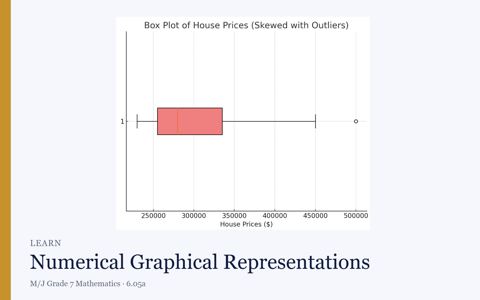 Box Plot of House Prices (Skewed with Outliers)
1
250000 300000 350000 400000 450000 500000
House Prices ($)
LEARN
Numerical Graphical Representations
M/J Grade 7 Mathematics · 6.05a